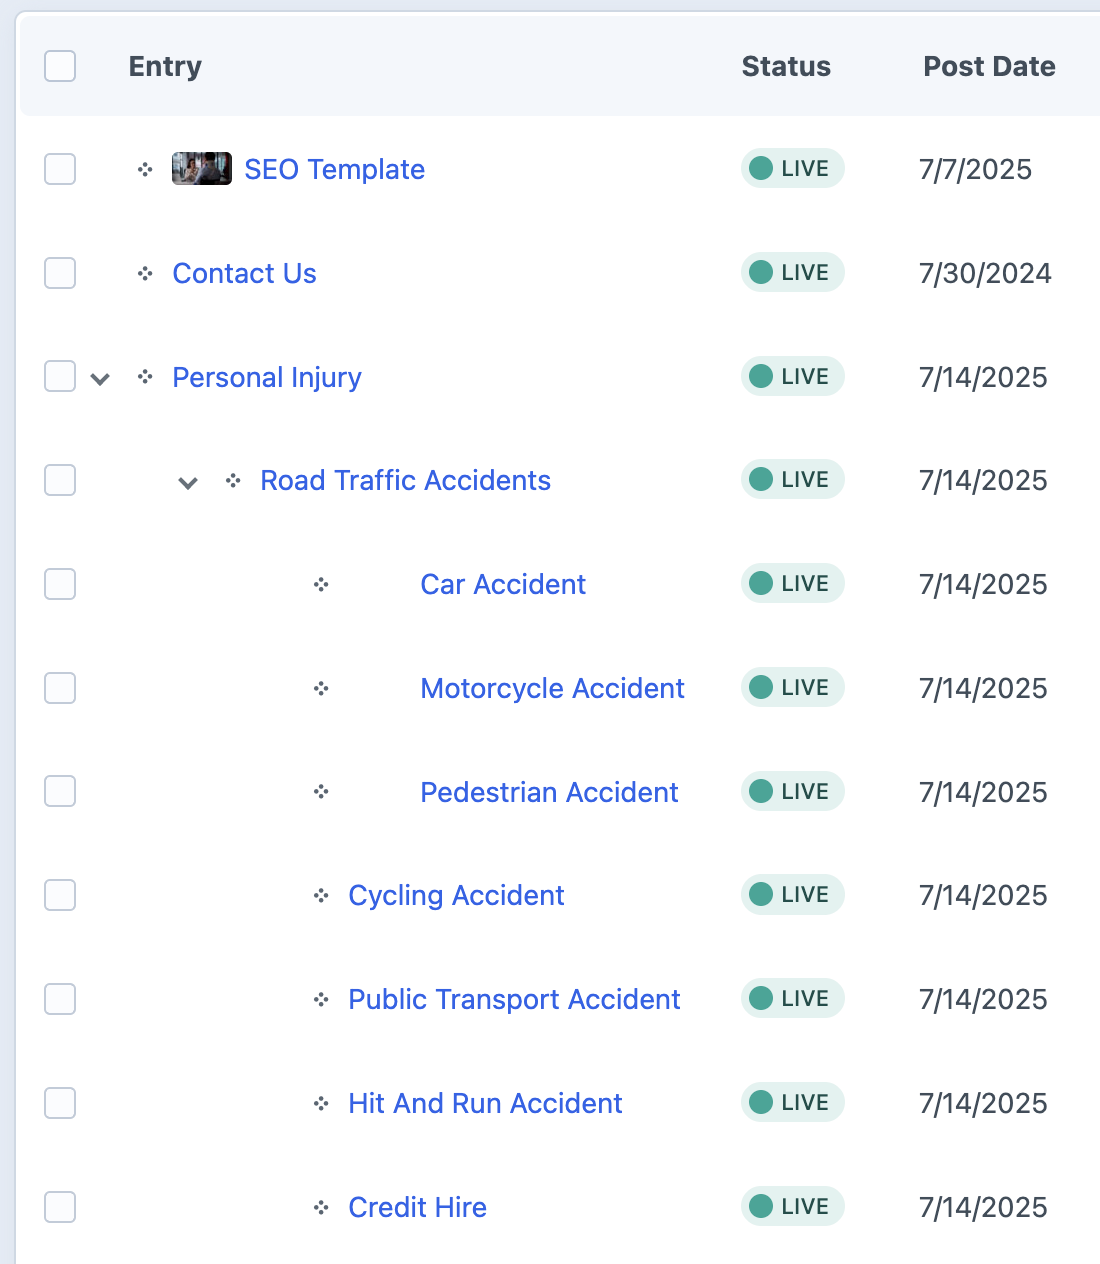 Entry Status Post Date
SEO Template LIVE 7/7/2025
Contact Us LIVE 7/30/2024
Personal Injury LIVE 7/14/2025
Road Traffic Accidents LIVE 7/14/2025
Car Accident LIVE 7/14/2025
Motorcycle Accident LIVE 7/14/2025
Pedestrian Accident LIVE 7/14/2025
Cycling Accident LIVE 7/14/2025
Public Transport Accident LIVE 7/14/2025
Hit And Run Accident LIVE 7/14/2025
Credit Hire LIVE 7/14/2025